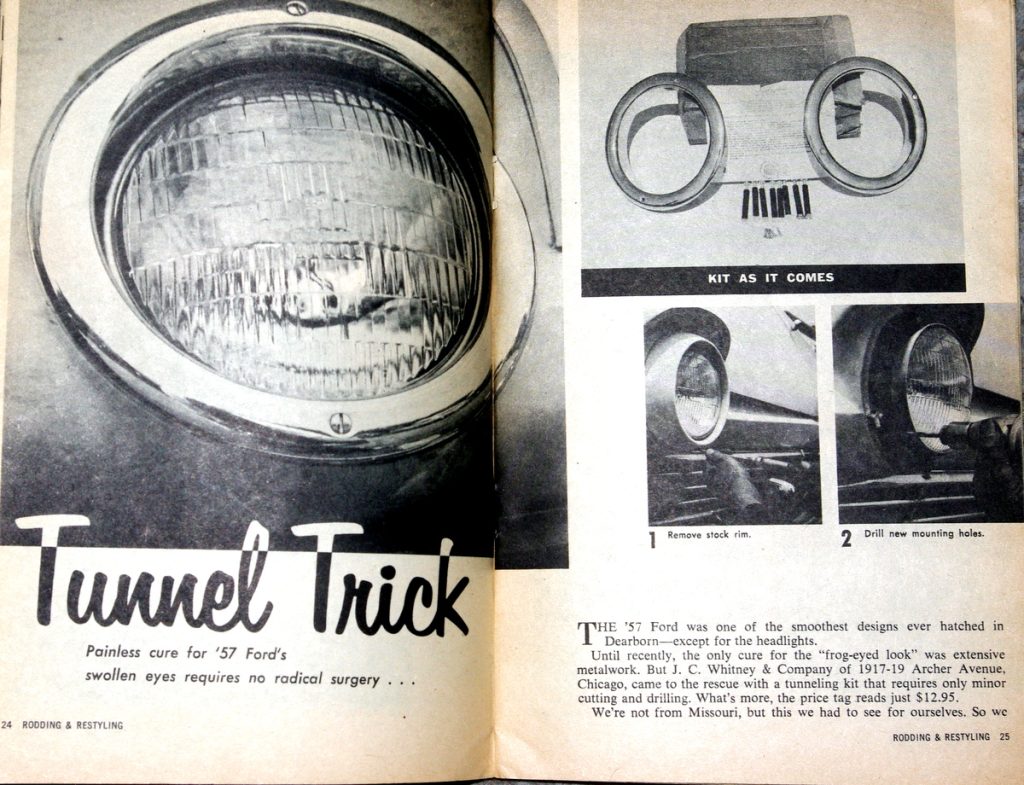 Tunnel Trick
Painless cure for '57 Ford's
swollen eyes requires no radical surgery . . .
24 RODDING & RESTYLING
KIT AS IT COMES
1 Remove stock rim.
2 Drill new mounting holes.
THE '57 Ford was one of the smoothest designs ever hatched in
Dearborn—except for the headlights.
Until recently, the only cure for the “frog-eyed look” was extensive
metalwork. But J. C. Whitney & Company of 1917-19 Archer Avenue,
Chicago, came to the rescue with a tunneling kit that requires only minor
cutting and drilling. What's more, the price tag reads just $12.95.
We're not from Missouri, but this we had to see for ourselves. So we
RODDING & RESTYLING 25